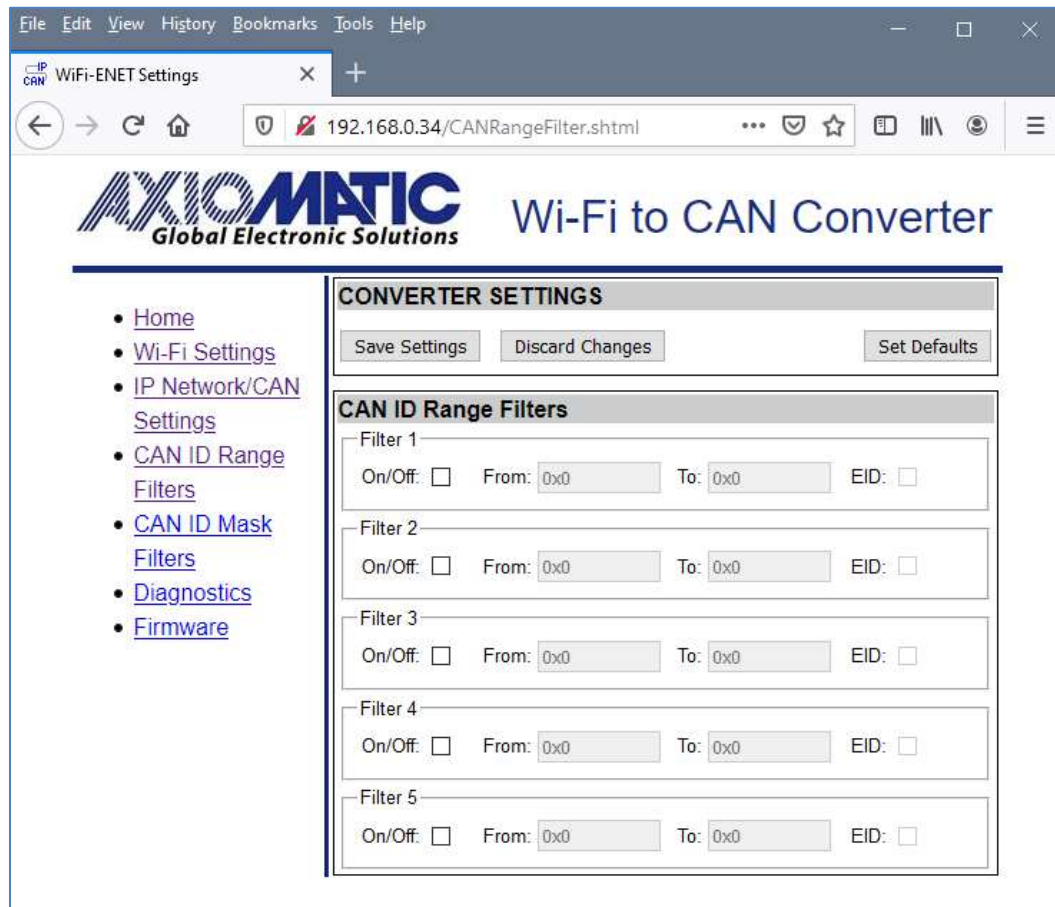 File Edit View History Bookmarks Tools Help
IP
CAN
WiFi-ENET Settings
192.168.0.34/CANRangeFilter.shtml
AXIOMATIC
Global Electronic Solutions
Wi-Fi to CAN Converter
Home
Wi-Fi Settings
IP Network/CAN
Settings
CAN ID Range
Filters
CAN ID Mask
Filters
Diagnostics
Firmware
CONVERTER SETTINGS
Save Settings Discard Changes Set Defaults
CAN ID Range Filters
Filter 1
On/Off: From: 0x0 To: 0x0 EID:
Filter 2
On/Off: From: 0x0 To: 0x0 EID:
Filter 3
On/Off: From: 0x0 To: 0x0 EID:
Filter 4
On/Off: From: 0x0 To: 0x0 EID:
Filter 5
On/Off: From: 0x0 To: 0x0 EID: